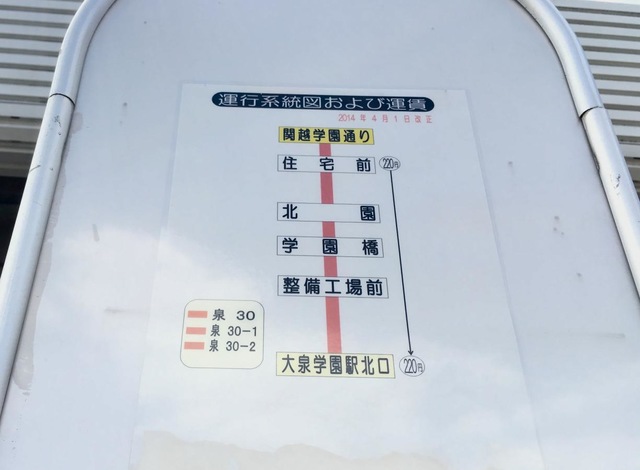 運行系統図および運賃
2014年4月1日改正
関越学園通り
住宅前 220円
北園
学園橋
整備工場前
泉 30
泉 30-1
泉 30-2
大泉学園駅北口 220円